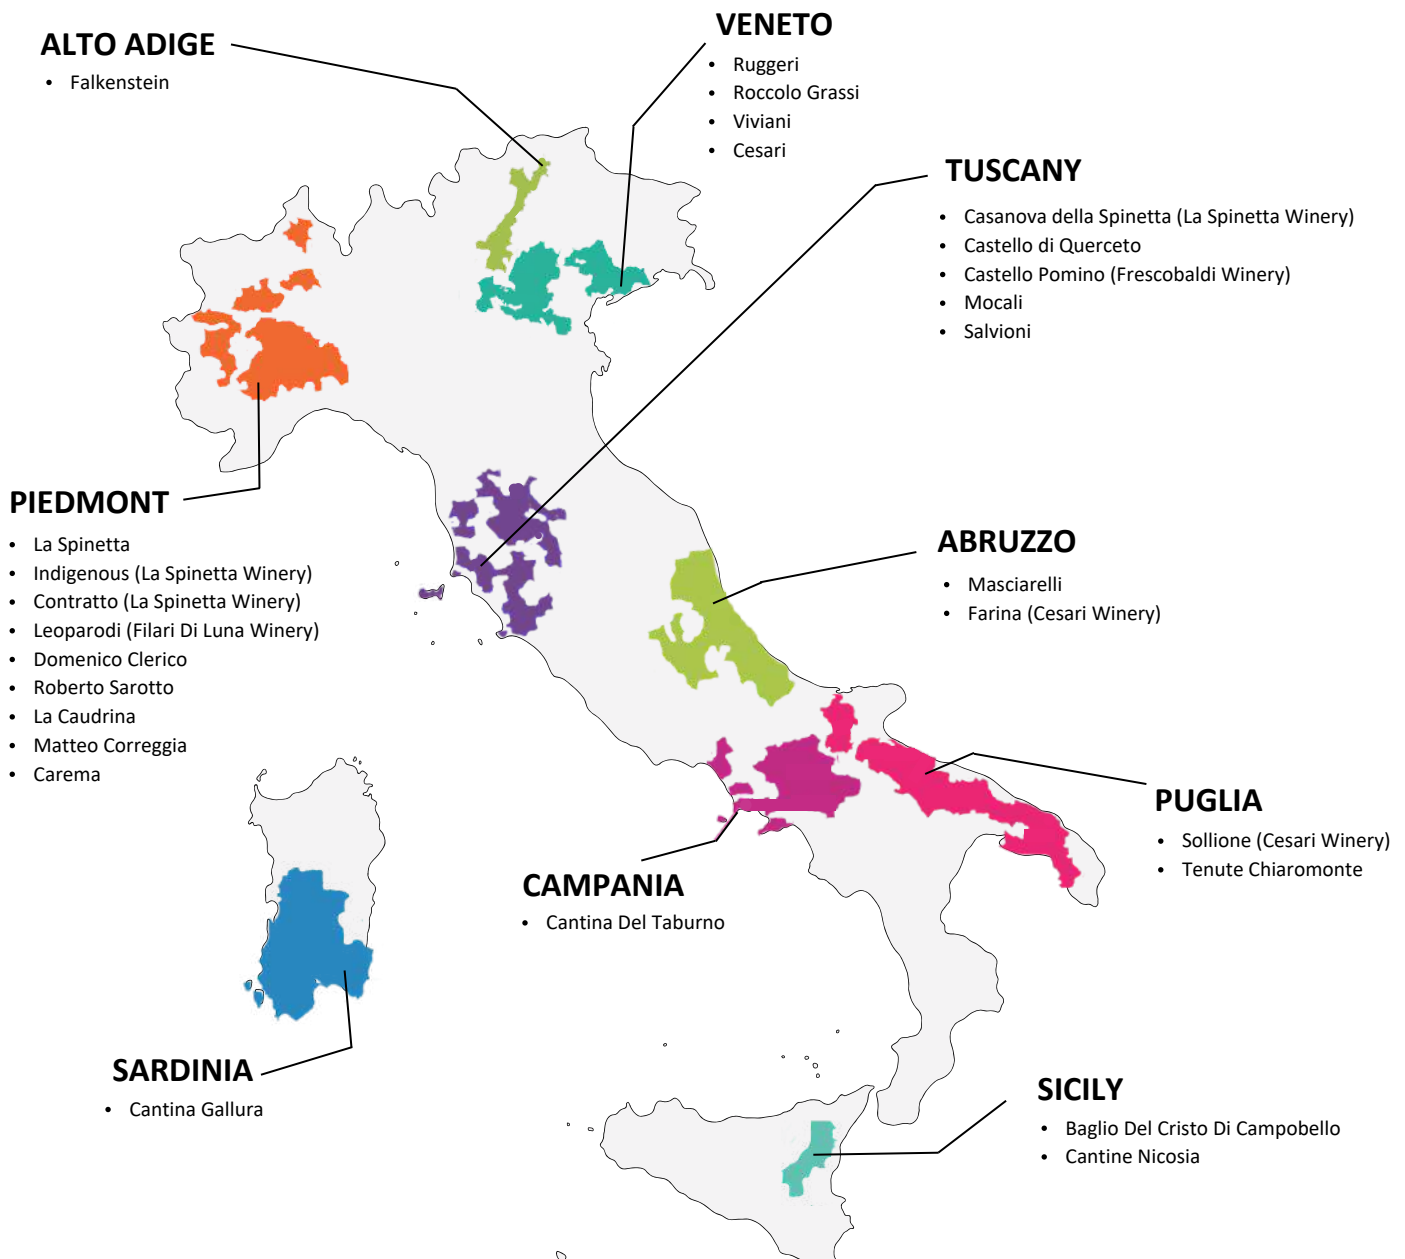 ALTO ADIGE
• Falkenstein
VENETO
• Ruggeri
• Roccolo Grassi
• Viviani
• Cesari
TUSCANY
• Casanova della Spinetta (La Spinetta Winery)
• Castello di Querceto
• Castello Pomino (Frescobaldi Winery)
• Mocali
• Salvioni
PIEDMONT
• La Spinetta
• Indigenous (La Spinetta Winery)
• Contratto (La Spinetta Winery)
• Leoparodi (Filari Di Luna Winery)
• Domenico Clerico
• Roberto Sarotto
• La Caudrina
• Matteo Correggia
• Carema
ABRUZZO
• Masciarelli
• Farina (Cesari Winery)
PUGLIA
• Sollione (Cesari Winery)
• Tenute Chiaromonte
CAMPANIA
• Cantina Del Taburno
SARDINIA
• Cantina Gallura
SICILY
• Baglio Del Cristo Di Campobello
• Cantine Nicosia